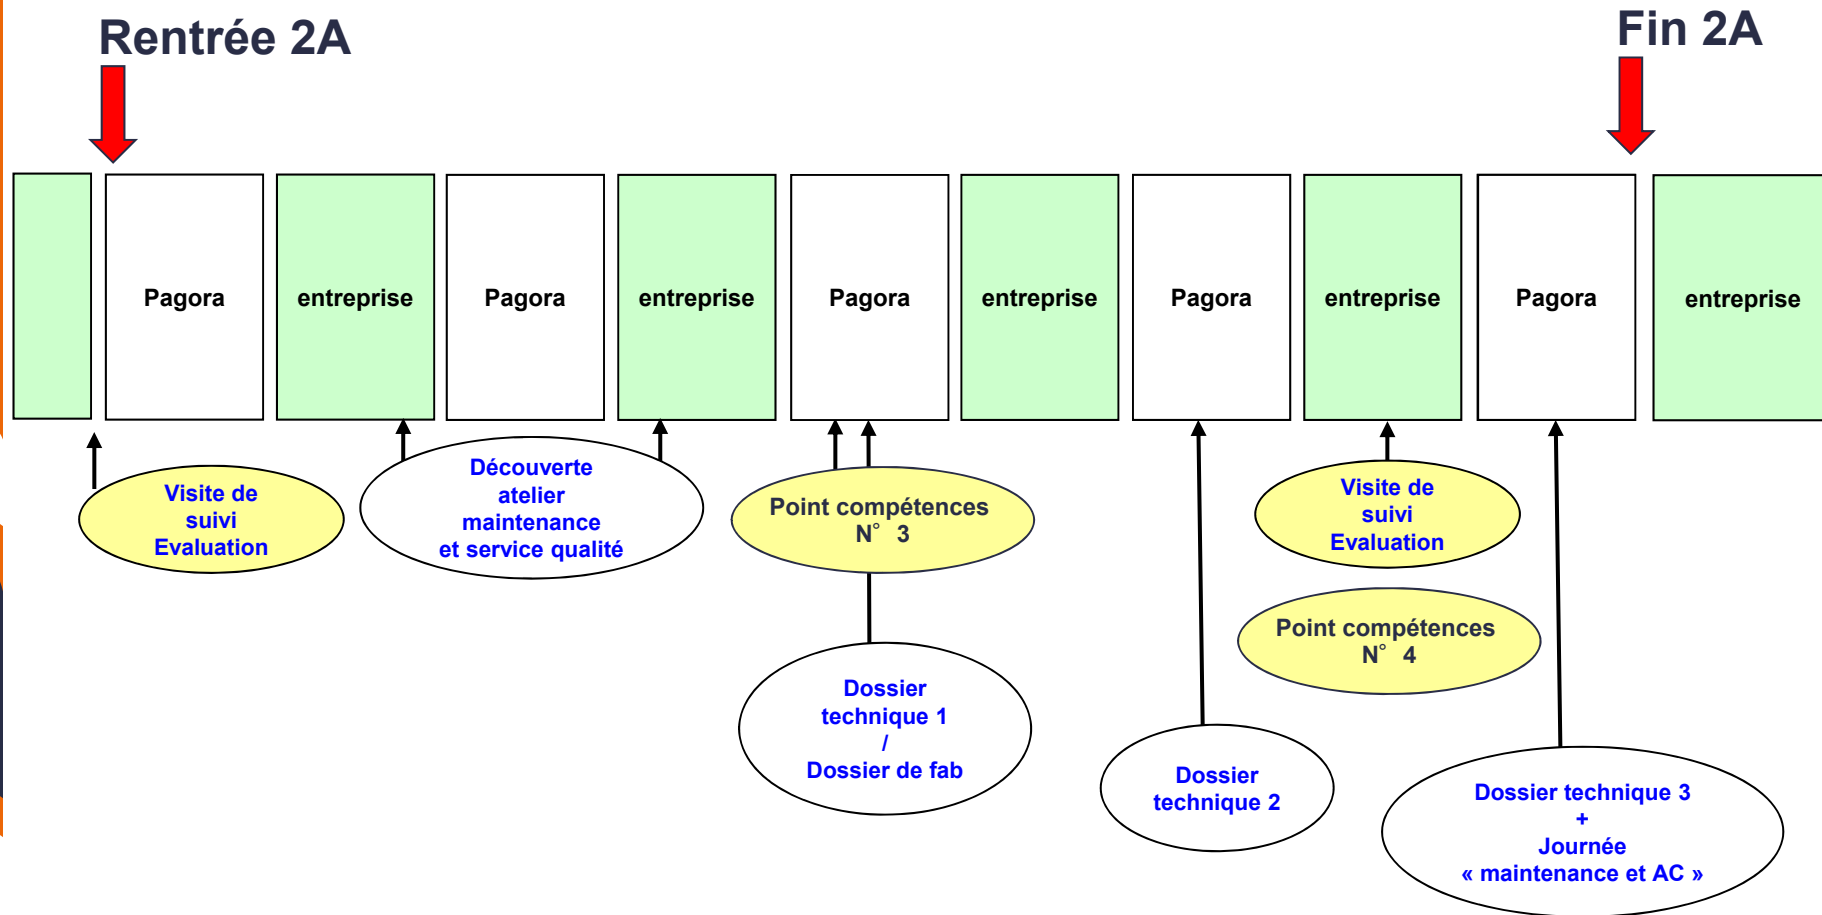 Rentrée 2A
Fin 2A
Pagora
entreprise
Pagora
entreprise
Pagora
entreprise
Pagora
entreprise
Pagora
entreprise
Visite de
suivi
Evaluation
Découverte
atelier
maintenance
et service qualité
Point compétences
N° 3
Visite de
suivi
Evaluation
Point compétences
N° 4
Dossier
technique 1
/
Dossier de fab
Dossier
technique 2
Dossier technique 3
+
Journée
« maintenance et AC »